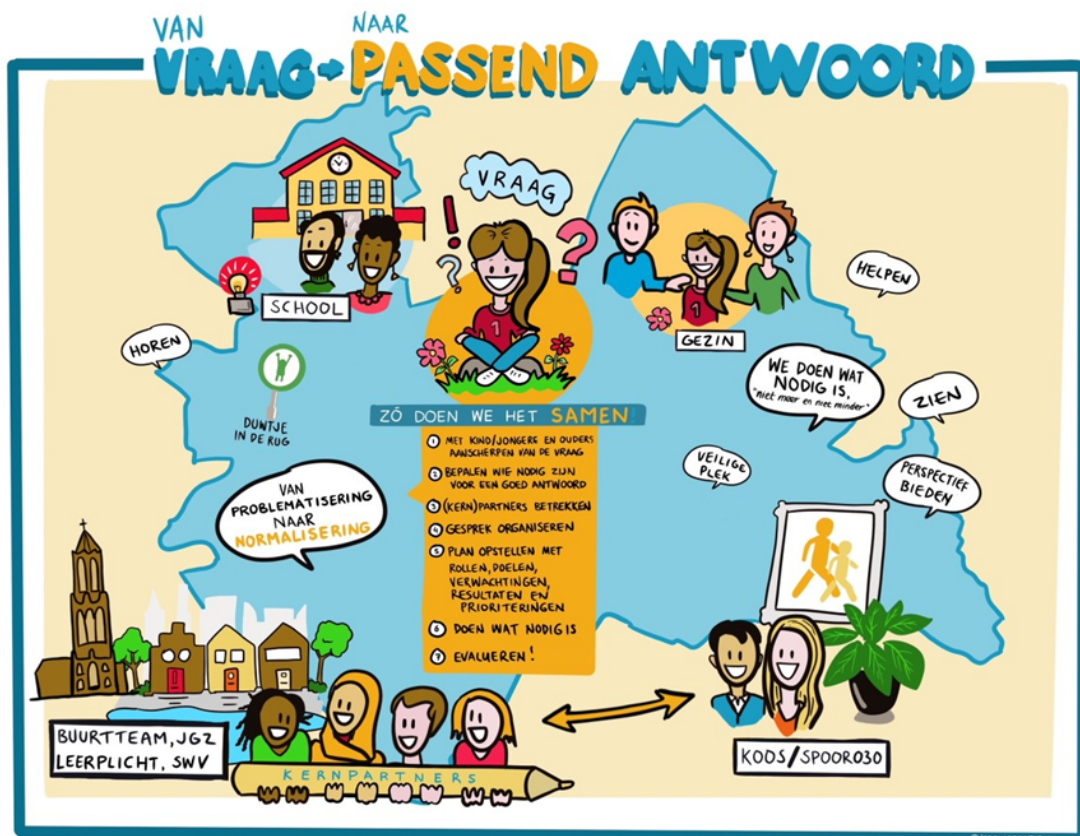 VAN NAAR
VRAAG → PASSEND ANTWOORD
VRAAG
SCHOOL
GEZIN
HELPEN
HOREN
WE DOEN WAT
NODIG IS,
"niet meer en niet minder"
ZIEN
DUWTJE
IN DE RUG
ZÓ DOEN WE HET SAMEN!
1 MET KIND/JONGERE EN OUDERS
AANSCHERPEN VAN DE VRAAG
2 BEPALEN WIE NODIG ZIJN
VOOR EEN GOED ANTWOORD
3 (KERN)PARTNERS BETREKKEN
4 GESPREK ORGANISEREN
5 PLAN OPSTELLEN MET
ROLLEN, DOELEN,
VERWACHTINGEN,
RESULTATEN EN
PRIORITERINGEN
6 DOEN WAT NODIG IS
7 EVALUEREN!
VEILIGE
PLEK
PERSPECTIEF
BIEDEN
VAN
PROBLEMATISERING
NAAR
NORMALISERING
BUURTTEAM, JGZ
LEERPLICHT, SWV
KERNPARTNERS
KOOS/SPOOR030
1
1